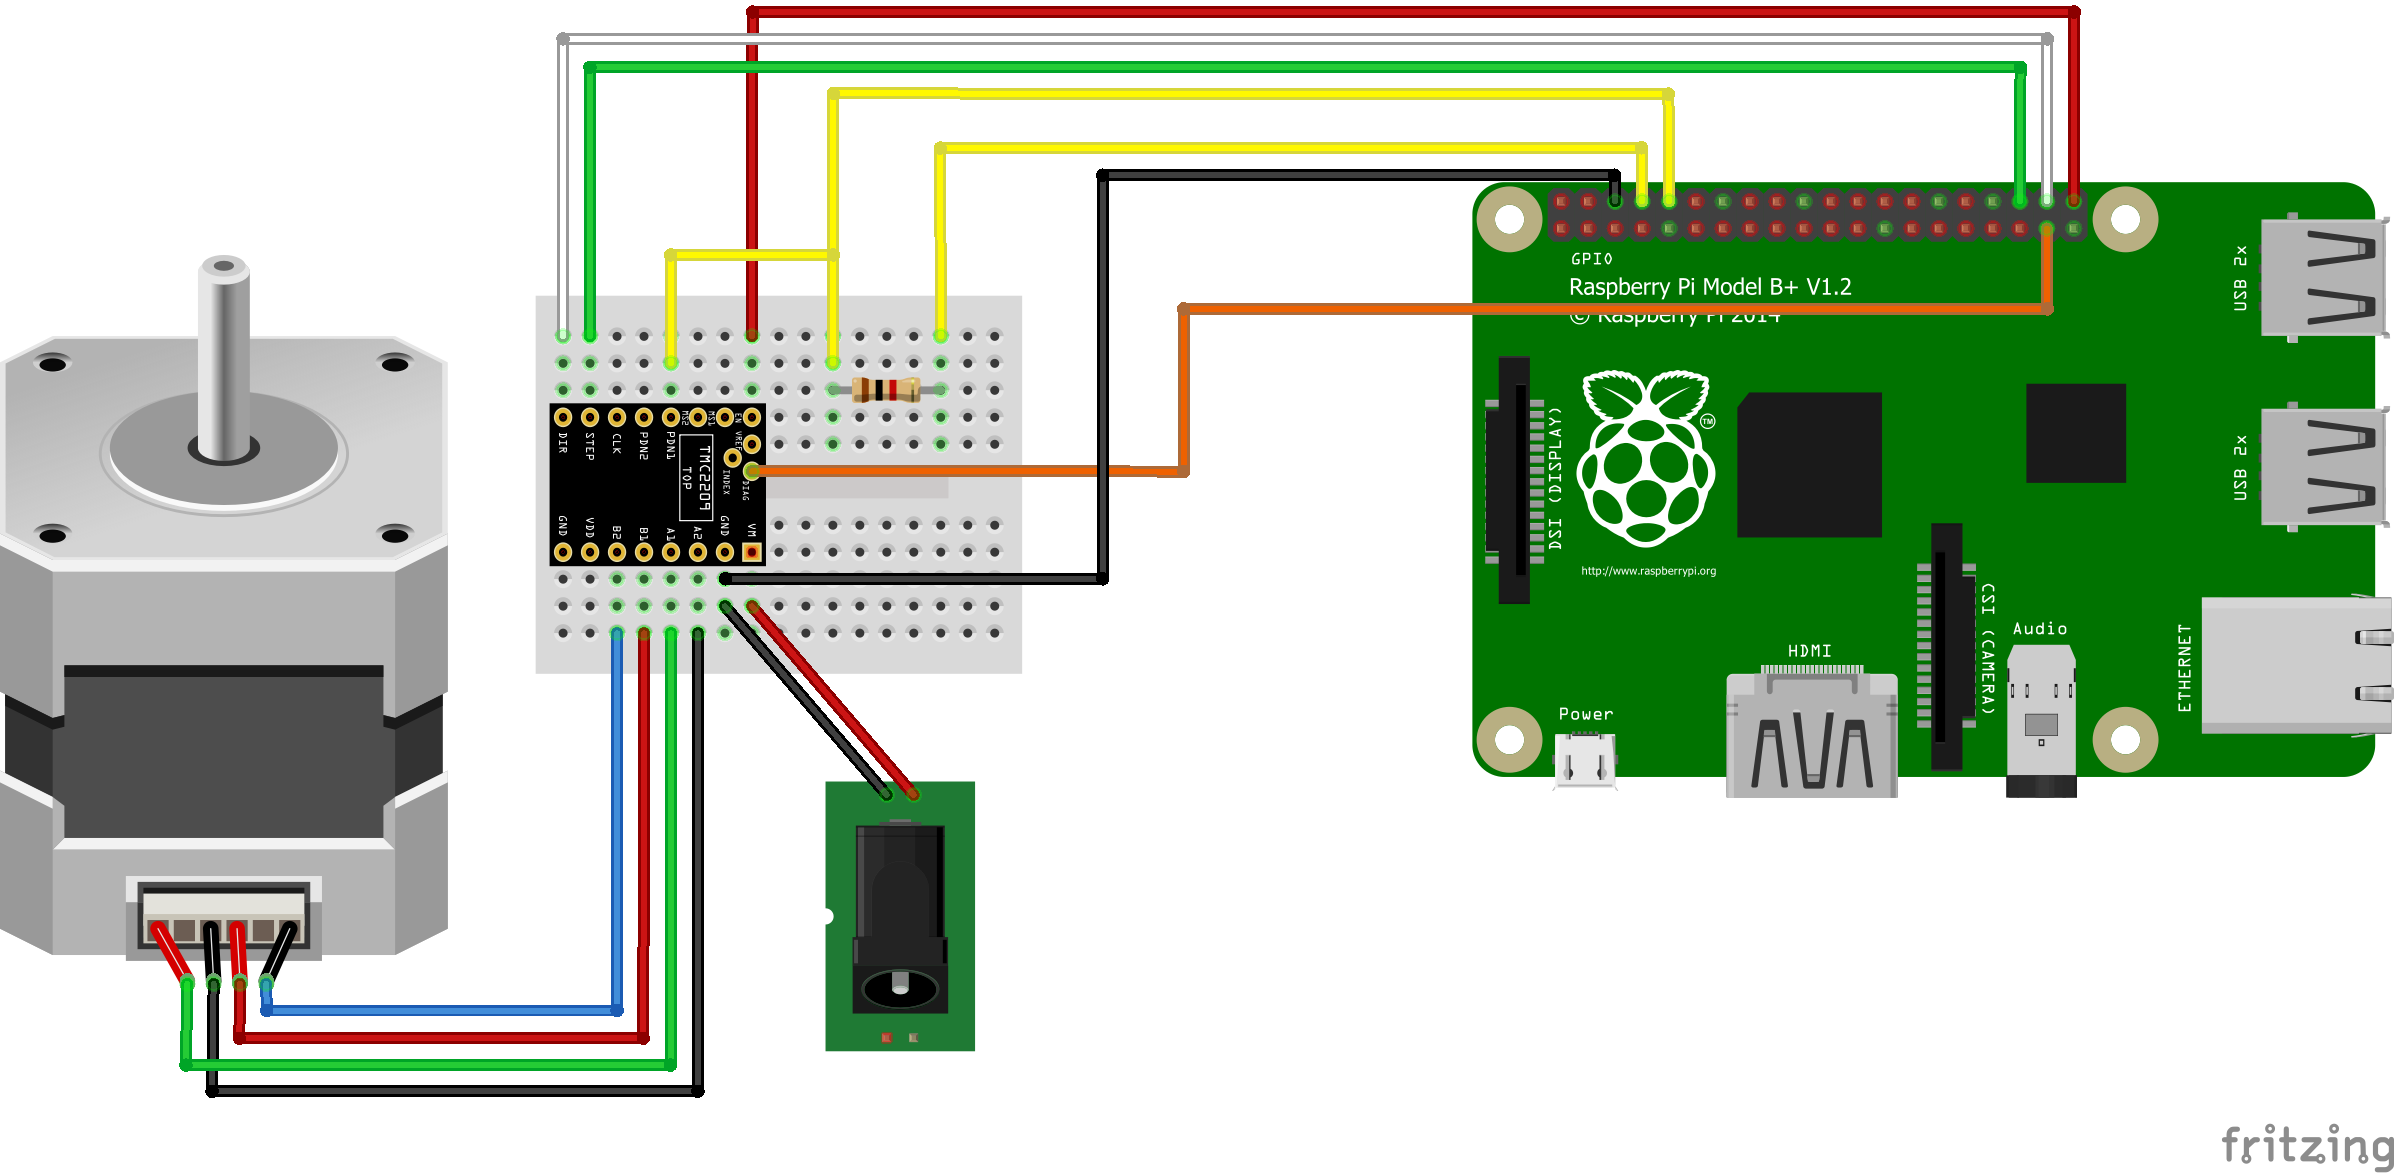 GPIO
Raspberry Pi Model B+ V1.2
© Raspberry Pi 2014
USB 2x
USB 2x
DSI (DISPLAY)
TM
http://www.raspberrypi.org
CSI (CAMERA)
Audio
HDMI
ETHERNET
Power
DIR
STEP
CLK
PDN2
PDN1
MS2
MS1
EN
VREF
TMC2209
TOP
INDEX
DIAG
GND
VDD
B2
B1
A1
A2
GND
VM
fritzing